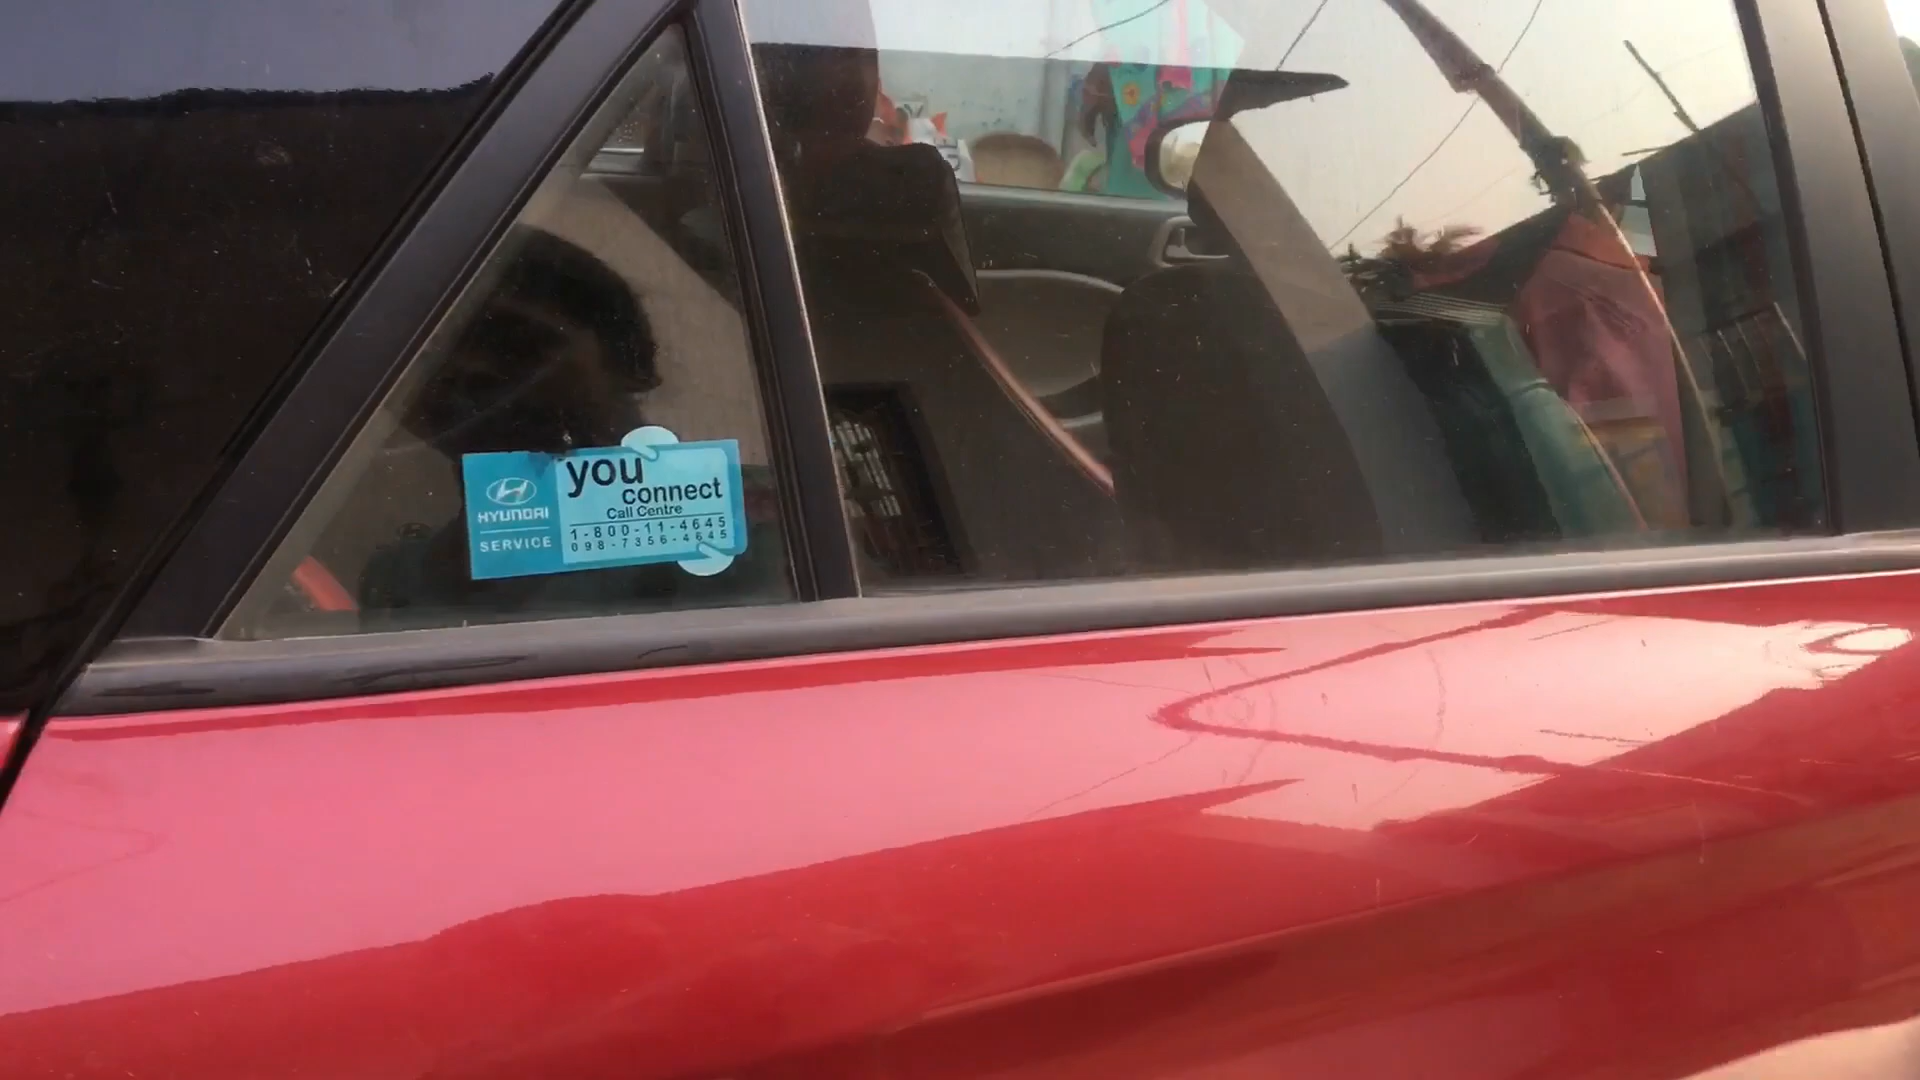 HYUNDAI
SERVICE
you
connect
Call Centre
1-800-11-4645
098-7356-4645